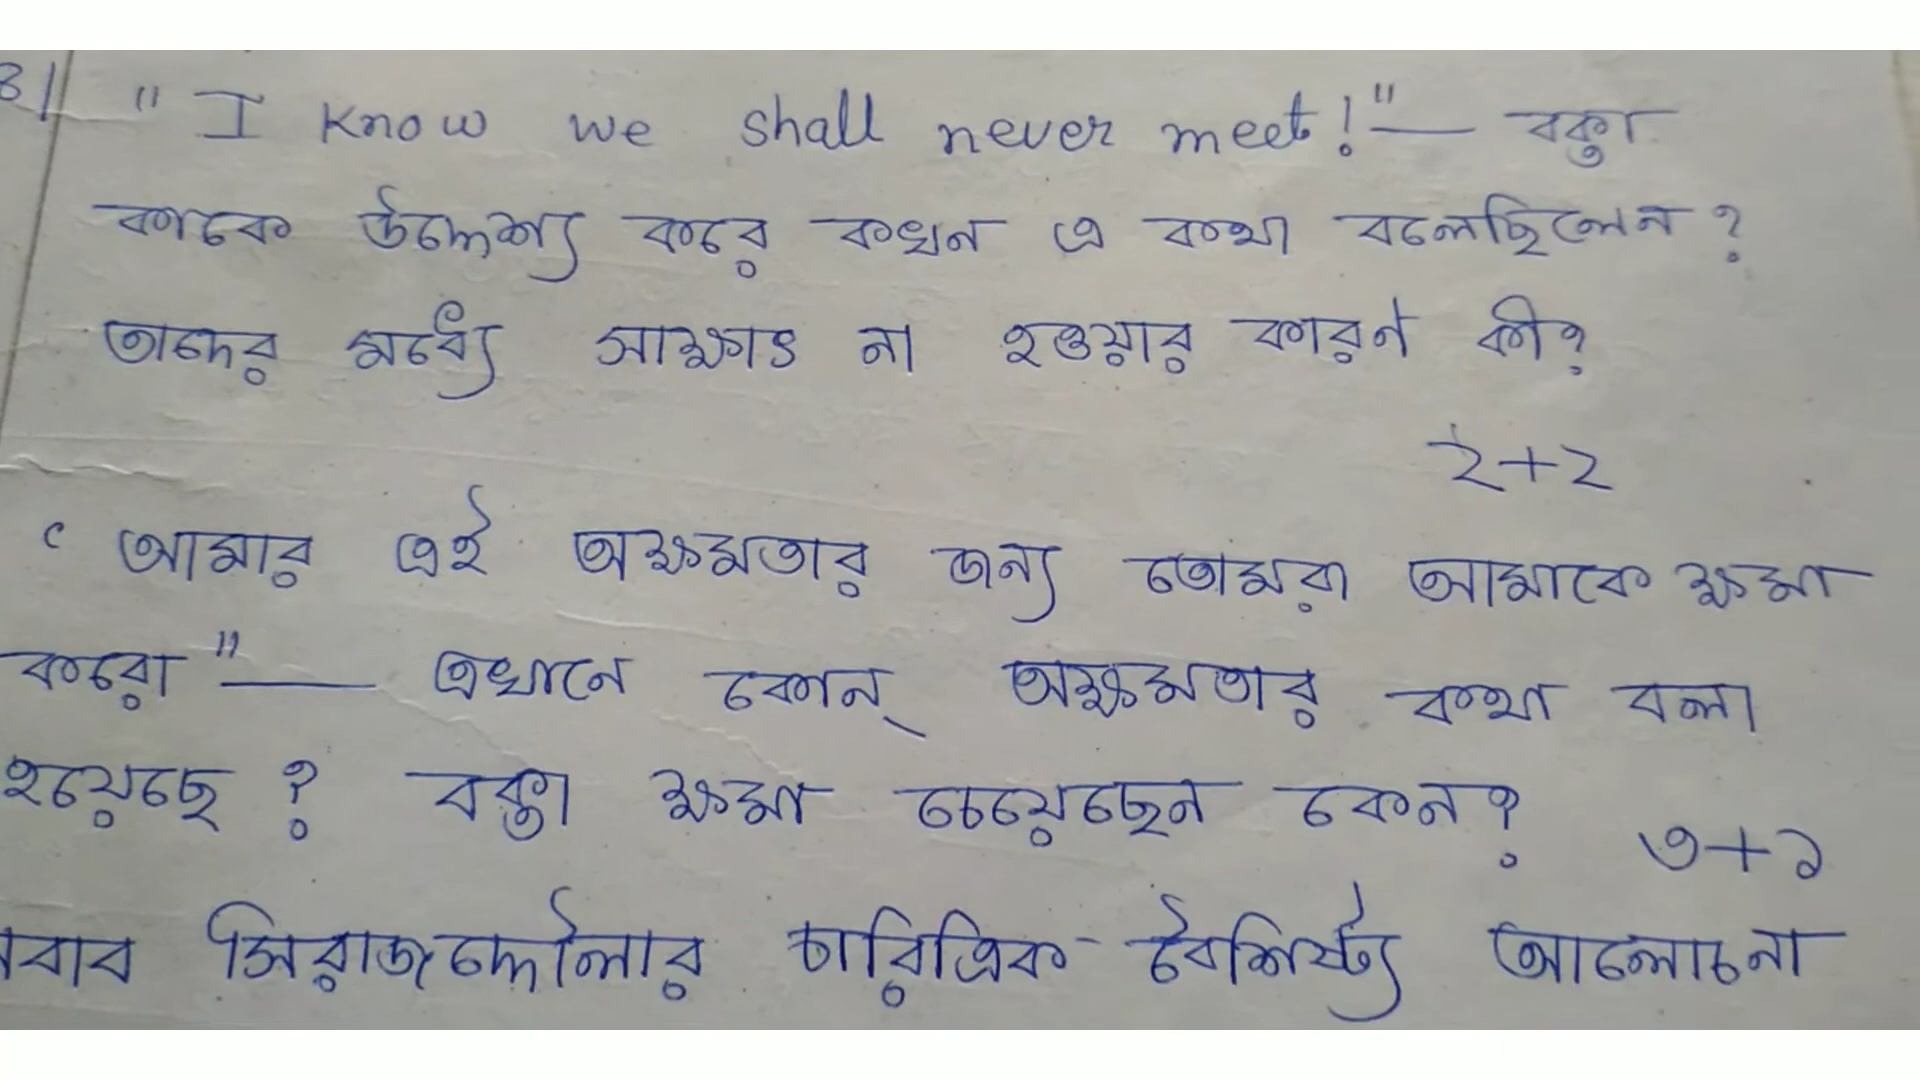 ৪। "I Know we shall never meet!" — বক্তা
কাকে উদ্দেশ্য করে কখন এ কথা বলেছিলেন?
তাদের মধ্যে সাক্ষাৎ না হওয়ার কারণ কী?
২+২
"আমার এই অক্ষমতার জন্য তোমরা আমাকে ক্ষমা
করো" — এখানে কোন্ অক্ষমতার কথা বলা
হয়েছে? বক্তা ক্ষমা চেয়েছেন কেন?
৩+১
নবাব সিরাজদ্দৌলার চারিত্রিক বৈশিষ্ট্য আলোচনা